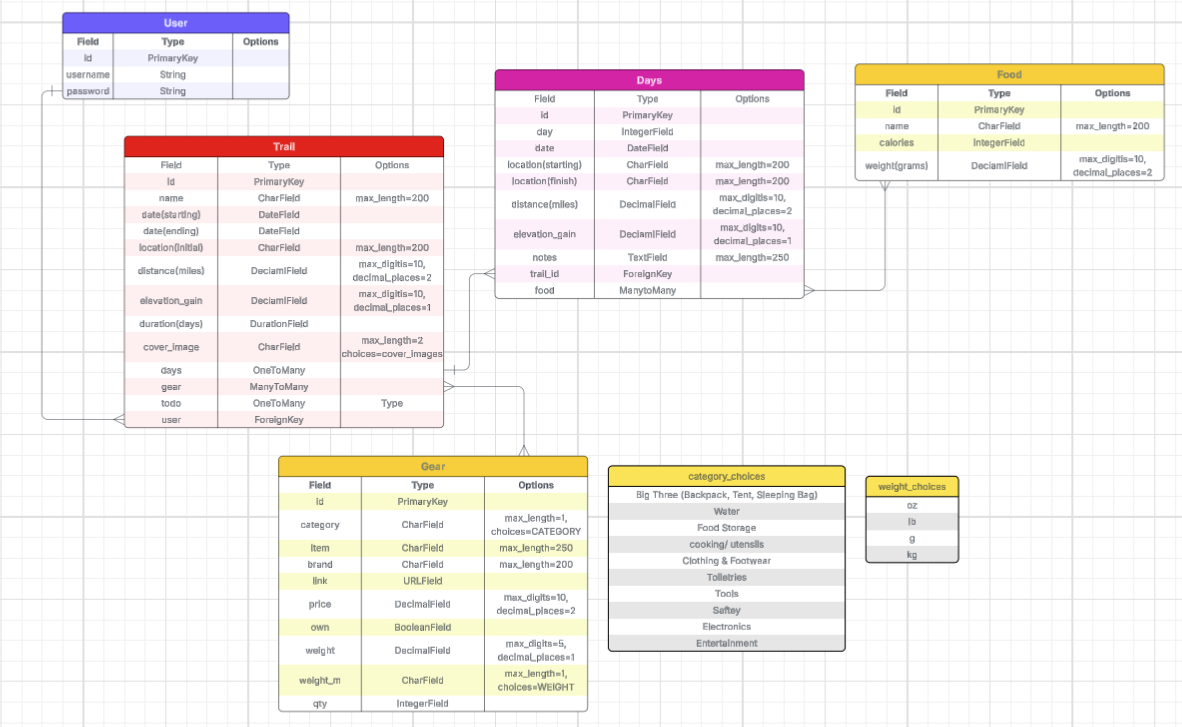 User
Field Type Options
id PrimaryKey
username String
password String
Trail
Field Type Options
id PrimaryKey
name CharField max_length=200
date(starting) DateField
date(ending) DateField
location(initial) CharField max_length=200
distance(miles) DeciamlField max_digitis=10, decimal_places=2
elevation_gain DeciamlField max_digitis=10, decimal_places=1
duration(days) DurationField
cover_image CharField max_length=2 choices=cover_images
days OneToMany
gear ManyToMany
todo OneToMany Type
user ForeignKey
Days
Field Type Options
id PrimaryKey
day IntegerField
date DateField
location(starting) CharField max_length=200
location(finish) CharField max_length=200
distance(miles) DecimalField max_digitis=10, decimal_places=2
elevation_gain DeciamlField max_digitis=10, decimal_places=1
notes TextField max_length=250
trail_id ForeignKey
food ManytoMany
Food
Field Type Options
id PrimaryKey
name CharField max_length=200
calories IntegerField
weight(grams) DeciamlField max_digitis=10, decimal_places=2
Gear
Field Type Options
id PrimaryKey
category CharField max_length=1, choices=CATEGORY
item CharField max_length=250
brand CharField max_length=200
link URLField
price DecimalField max_digits=10, decimal_places=2
own BooleanField
weight DecimalField max_digits=5, decimal_places=1
weight_m CharField max_length=1, choices=WEIGHT
qty IntegerField
category_choices
Big Three (Backpack, Tent, Sleeping Bag)
Water
Food Storage
cooking/ utensils
Clothing & Footwear
Toiletries
Tools
Saftey
Electronics
Entertainment
weight_choices
oz
lb
g
kg